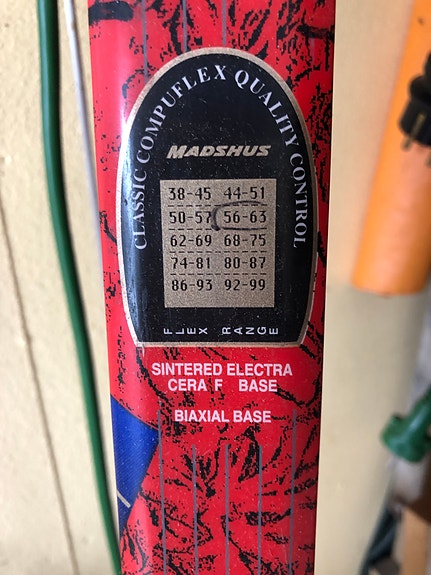 CLASSIC COMPUFLEX QUALITY CONTROL
MADSHUS
38-45 44-51
50-57 56-63
62-69 68-75
74-81 80-87
86-93 92-99
FLEX RANGE
SINTERED ELECTRA
CERA F BASE
BIAXIAL BASE